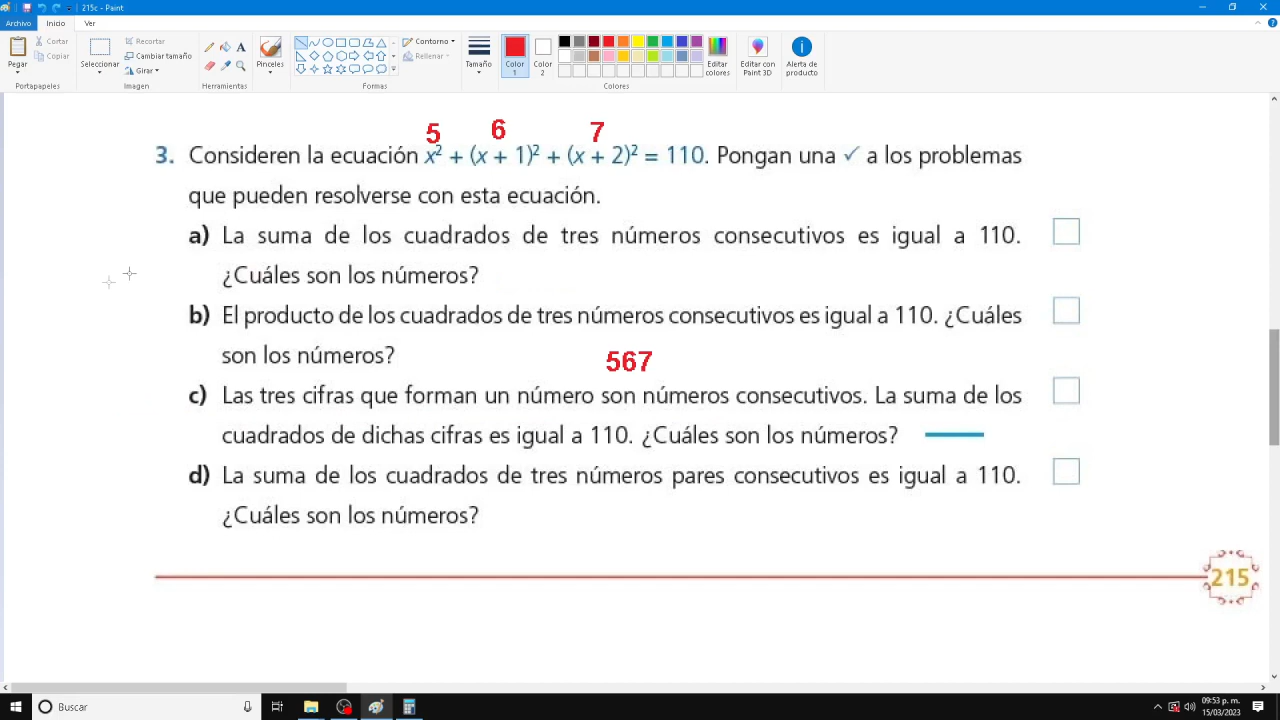 215c - Paint
Archivo Inicio Ver
Pegar Cortar Copiar Portapapeles
Seleccionar Recortar Cambiar tamaño Girar Imagen
Herramientas
Pinceles
Contorno Rellenar Formas
Tamaño
Color 1 Color 2 Editar colores Colores
Editar con Paint 3D
Alerta de producto
5 6 7
3. Consideren la ecuación x² + (x + 1)² + (x + 2)² = 110. Pongan una ✓ a los problemas
que pueden resolverse con esta ecuación.
a) La suma de los cuadrados de tres números consecutivos es igual a 110.
¿Cuáles son los números?
b) El producto de los cuadrados de tres números consecutivos es igual a 110. ¿Cuáles
son los números?
567
c) Las tres cifras que forman un número son números consecutivos. La suma de los
cuadrados de dichas cifras es igual a 110. ¿Cuáles son los números?
d) La suma de los cuadrados de tres números pares consecutivos es igual a 110.
¿Cuáles son los números?
215
Buscar
09:53 p. m.
15/03/2023